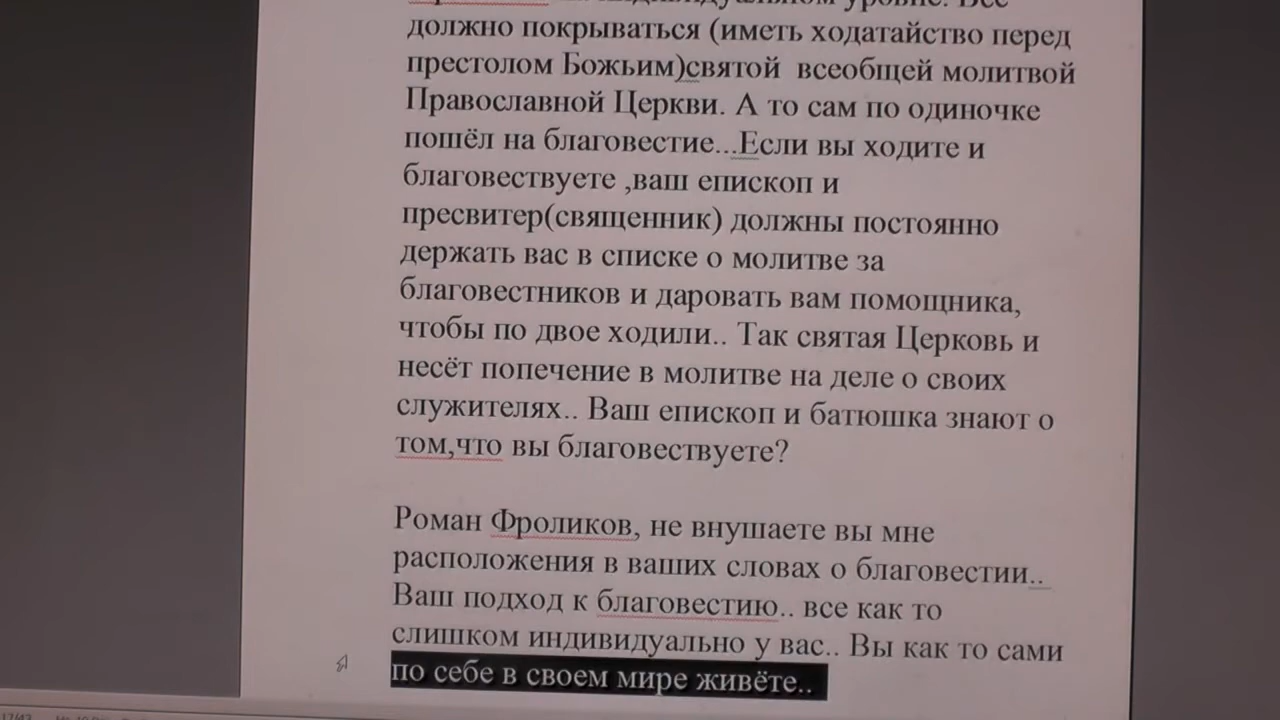 индивидуальном уровне. Все
должно покрываться (иметь ходатайство перед
престолом Божьим)святой  всеобщей молитвой
Православной Церкви. А то сам по одиночке
пошёл на благовестие...Если вы ходите и
благовествуете ,ваш епископ и
пресвитер(священник) должны постоянно
держать вас в списке о молитве за
благовестников и даровать вам помощника,
чтобы по двое ходили.. Так святая Церковь и
несёт попечение в молитве на деле о своих
служителях.. Ваш епископ и батюшка знают о
том,что вы благовествуете?
Роман Фроликов, не внушаете вы мне
расположения в ваших словах о благовестии..
Ваш подход к благовестию.. все как то
слишком индивидуально у вас.. Вы как то сами
по себе в своем мире живёте..